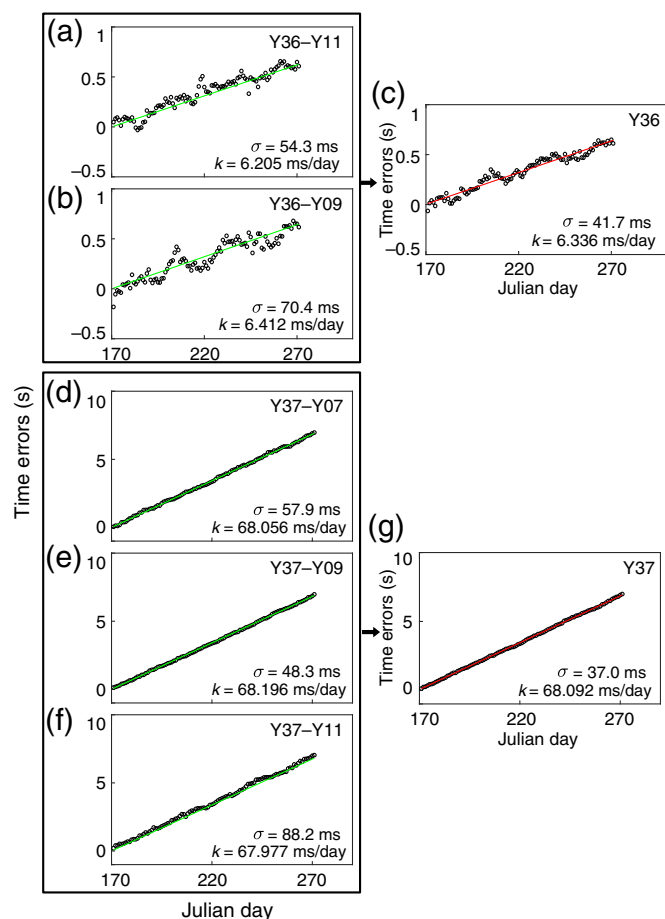 (a)
Y36–Y11
1
0.5
0
–0.5
σ = 54.3 ms
k = 6.205 ms/day
(b)
Y36–Y09
1
0.5
0
–0.5
σ = 70.4 ms
k = 6.412 ms/day
170 220 270
(c)
Y36
Time errors (s)
1
0.5
0
–0.5
σ = 41.7 ms
k = 6.336 ms/day
170 220 270
Julian day
Time errors (s)
(d)
Y37–Y07
10
5
0
σ = 57.9 ms
k = 68.056 ms/day
(e)
Y37–Y09
10
5
0
σ = 48.3 ms
k = 68.196 ms/day
(f)
Y37–Y11
10
5
0
σ = 88.2 ms
k = 67.977 ms/day
170 220 270
Julian day
(g)
Y37
Time errors (s)
10
5
0
σ = 37.0 ms
k = 68.092 ms/day
170 220 270
Julian day